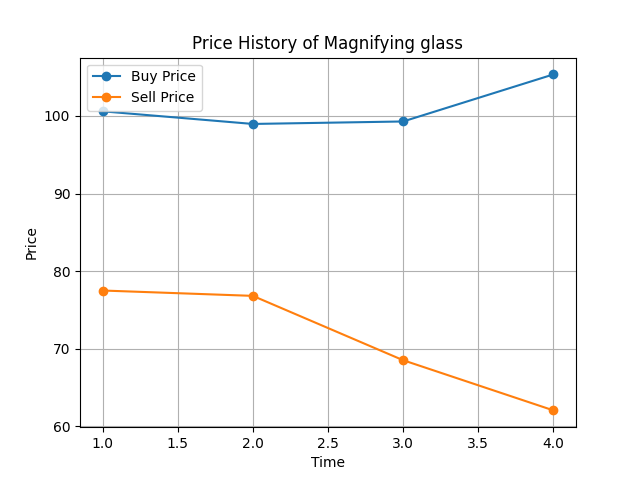 Price History of Magnifying glass
Buy Price
Sell Price
100
90
80
70
60
Price
1.0 1.5 2.0 2.5 3.0 3.5 4.0
Time